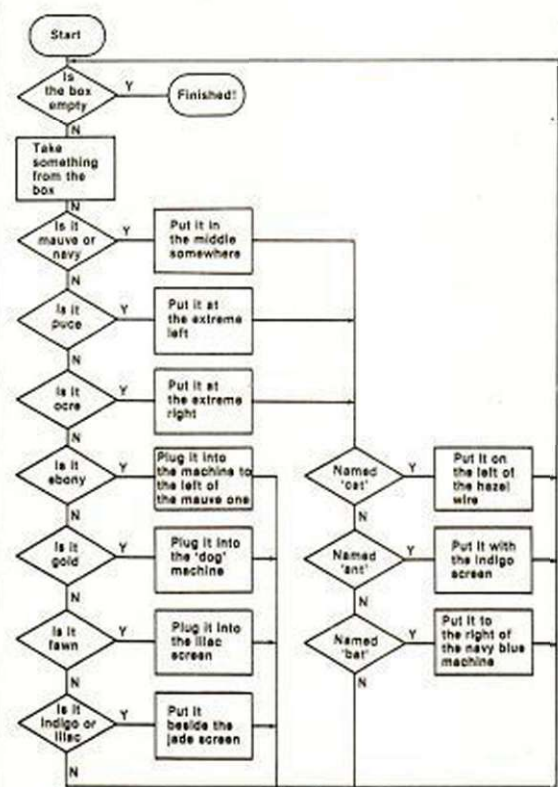 Start
Is
the box
empty
Y
Finished!
N
Take
something
from the
box
N
Is it
mauve or
navy
Y
Put it in
the middle
somewhere
N
Is it
puce
Y
Put it at
the extreme
left
N
Is it
ocre
Y
Put it at
the extreme
right
N
Is it
ebony
Y
Plug it into
the machine to
the left of
the mauve one
Named
'cat'
Y
Put it on
the left of
the hazel
wire
N
N
Is it
gold
Y
Plug it into
the 'dog'
machine
Named
'ant'
Y
Put it with
the indigo
screen
N
N
Is it
fawn
Y
Plug it into
the lilac
screen
Named
'bat'
Y
Put it to
the right of
the navy blue
machine
N
N
Is it
indigo or
lilac
Y
Put it
beside the
jade screen
N